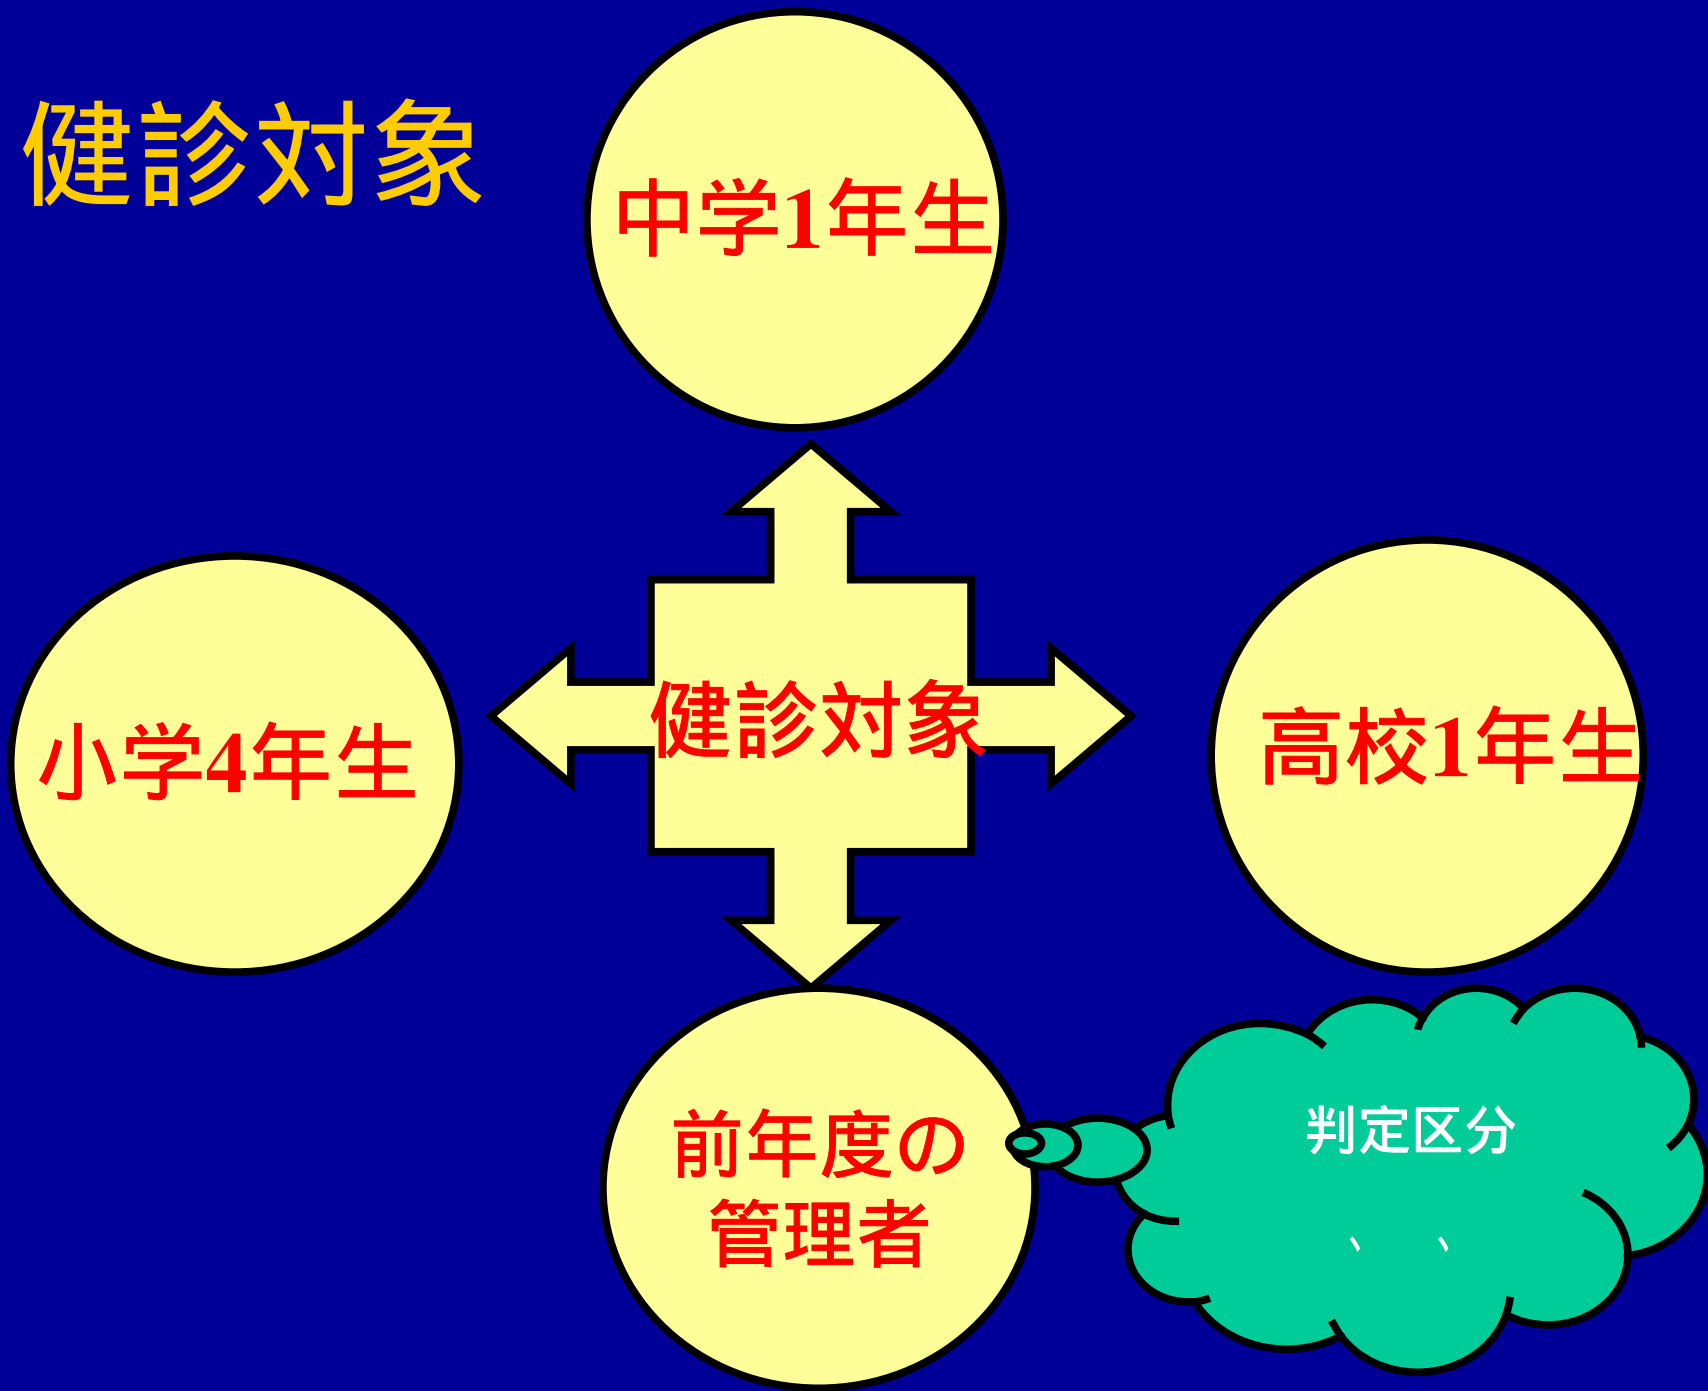 健診対象
中学1年生
小学4年生
健診対象
高校1年生
前年度の
管理者
判定区分
、 、